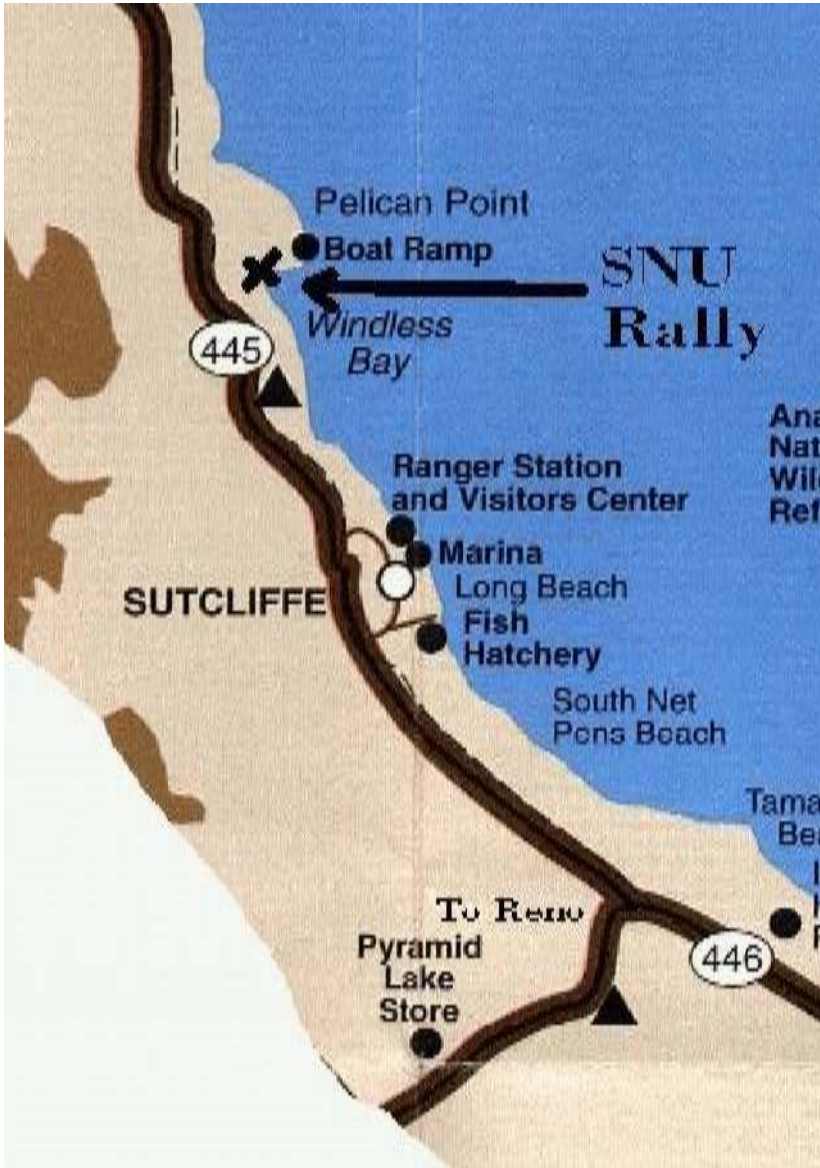 Pelican Point
Boat Ramp
SNU
Rally
Windless
Bay
445
Ranger Station
and Visitors Center
Marina
Long Beach
SUTCLIFFE
Fish
Hatchery
South Net
Pens Beach
To Reno
Pyramid
Lake
Store
446